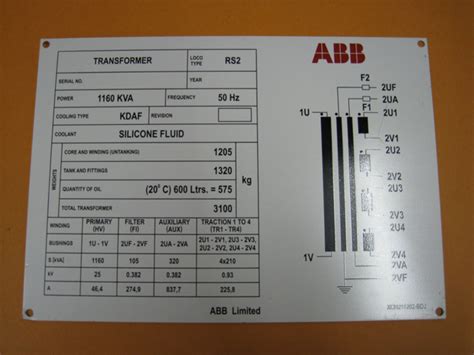 ABB
TRANSFORMER LOCO TYPE RS2
SERIAL NO. YEAR
POWER 1160 KVA FREQUENCY 50 Hz
COOLING TYPE KDAF REVISION
COOLANT SILICONE FLUID
WEIGHTS
CORE AND WINDING (UNTANKING) 1205
TANK AND FITTINGS 1320
QUANTITY OF OIL (20° C) 600 Ltrs. = 575
TOTAL TRANSFORMER 3100
kg
WINDING PRIMARY (HV) FILTER (FI) AUXILIARY (AUX) TRACTION 1 TO 4 (TR1 - TR4)
BUSHINGS 1U - 1V 2UF - 2VF 2UA - 2VA 2U1 - 2V1, 2U2 - 2V2, 2U3 - 2V3, 2U4 - 2V4
S (kVA) 1160 105 320 4x210
kV 25 0.382 0.382 0.93
A 46,4 274,9 837,7 225,8
ABB Limited
F2
2UF
2UA
F1
1U
2U1
2V1
2U2
2V2
2U3
2V3
2U4
1V
2V4
2VA
2VF